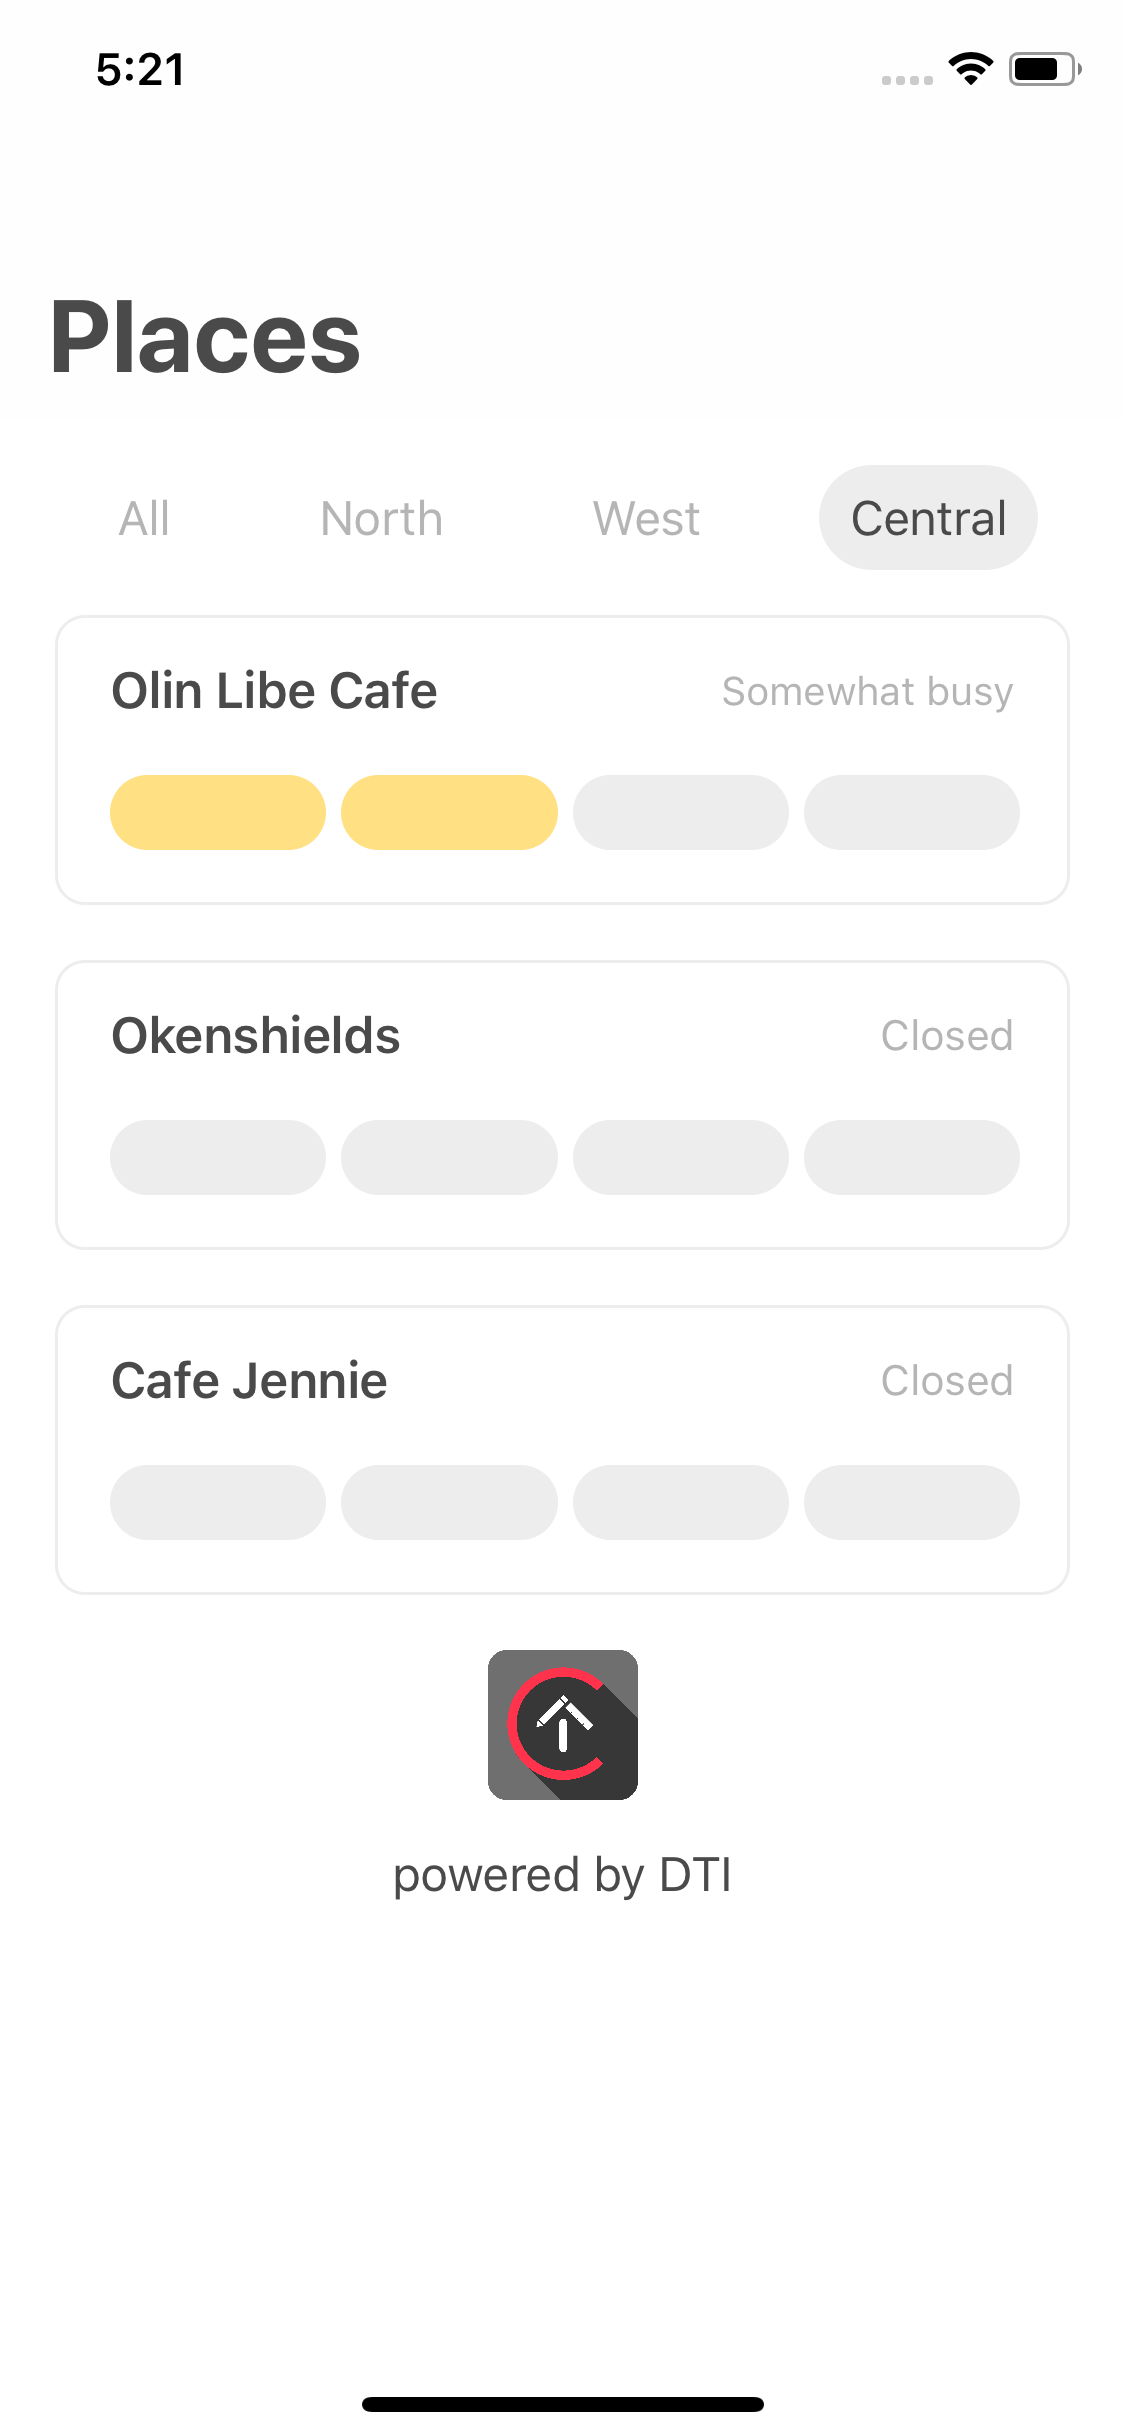 5:21
Places
All North West Central
Olin Libe Cafe Somewhat busy
Okenshields Closed
Cafe Jennie Closed
powered by DTI